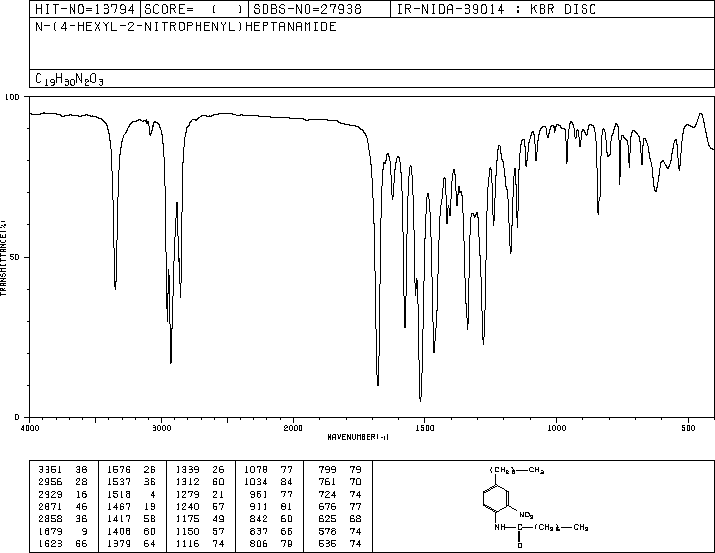 HIT-NO=13794 SCORE= ( ) SDBS-NO=27938 IR-NIDA-39014 : KBR DISC
N-(4-HEXYL-2-NITROPHENYL)HEPTANAMIDE
C19H30N2O3
100
50
0
TRANSMITTANCE(%)
4000 3000 2000 1500 1000 500
WAVENUMBER(-1)
3351 38 1576 26 1339 26 1078 77 799 79
2956 28 1537 36 1312 60 1034 84 761 70
2929 16 1518 4 1279 21 961 77 724 74
2871 46 1467 19 1240 57 911 81 676 77
2858 36 1417 58 1175 49 842 60 625 68
1679 9 1408 60 1150 57 837 66 578 74
1623 66 1379 64 1116 74 806 79 535 74
NO2
NH C
O